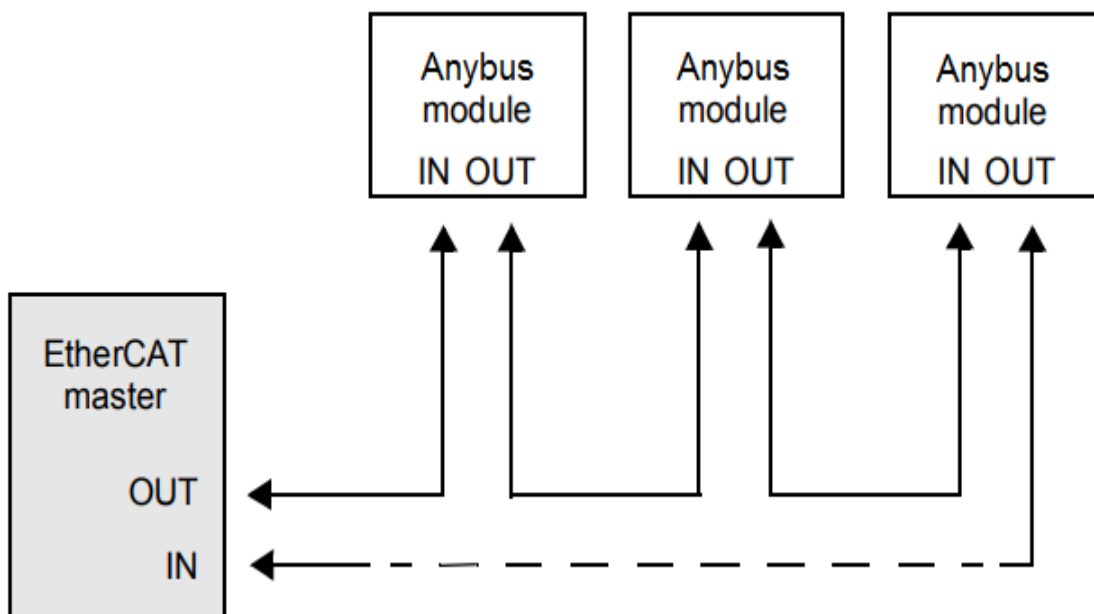 Anybus
module
IN OUT
Anybus
module
IN OUT
Anybus
module
IN OUT
EtherCAT
master
OUT
IN